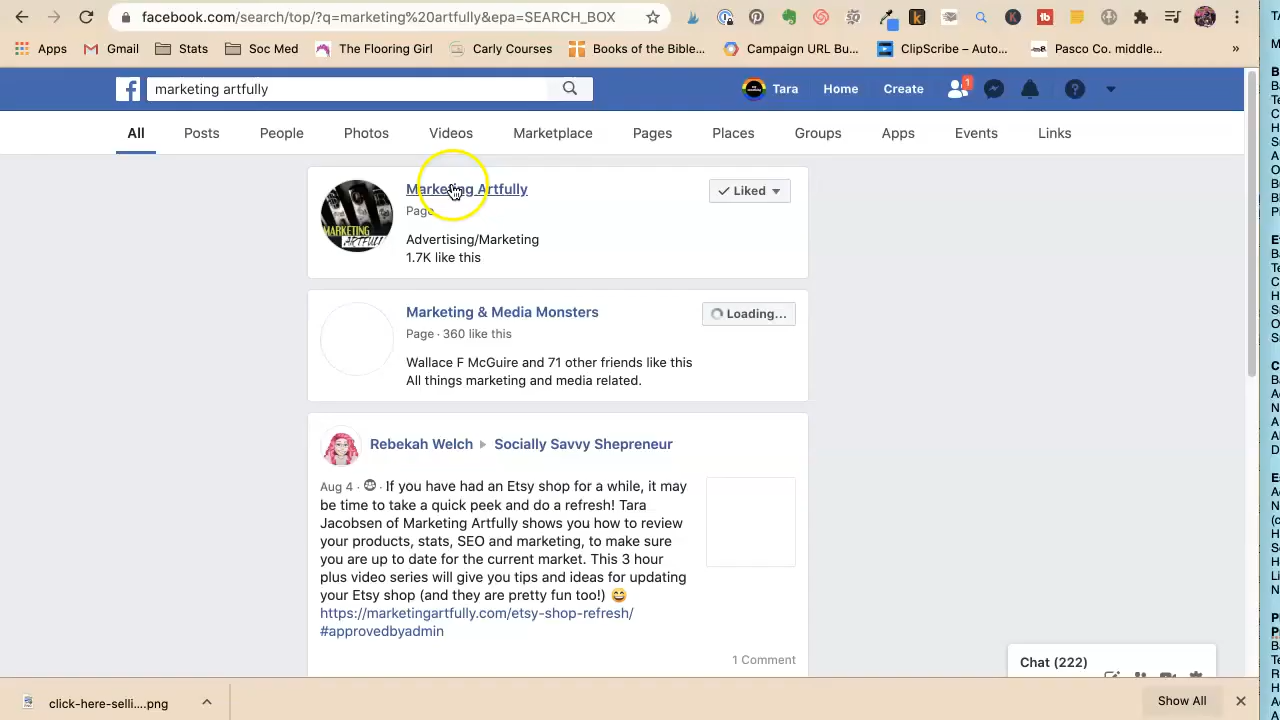 facebook.com/search/top/?q=marketing%20artfully&epa=SEARCH_BOX
Apps Gmail Stats Soc Med The Flooring Girl Carly Courses Books of the Bible... Campaign URL Bu... ClipScribe – Auto... Pasco Co. middle... »
marketing artfully
Tara Home Create 1
All Posts People Photos Videos Marketplace Pages Places Groups Apps Events Links
Marketing Artfully
Liked
Page
MARKETING
ARTFULLY
Advertising/Marketing
1.7K like this
Marketing & Media Monsters
Loading...
Page · 360 like this
Wallace F McGuire and 71 other friends like this
All things marketing and media related.
Rebekah Welch Socially Savvy Shepreneur
Aug 4 · If you have had an Etsy shop for a while, it may
be time to take a quick peek and do a refresh! Tara
Jacobsen of Marketing Artfully shows you how to review
your products, stats, SEO and marketing, to make sure
you are up to date for the current market. This 3 hour
plus video series will give you tips and ideas for updating
your Etsy shop (and they are pretty fun too!) 😄
https://marketingartfully.com/etsy-shop-refresh/
#approvedbyadmin
1 Comment
Chat (222)
click-here-selli....png
Show All